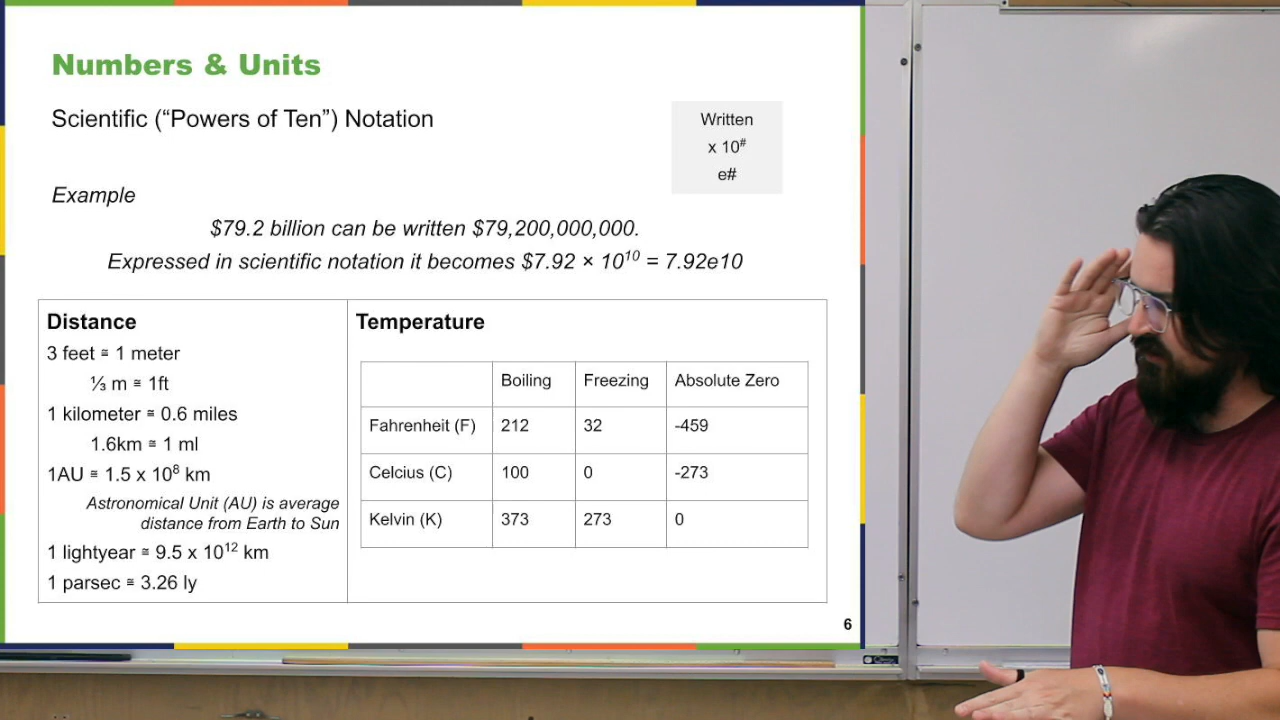 Numbers & Units
Scientific (“Powers of Ten”) Notation
Written
x 10^#
e#
Example
$79.2 billion can be written $79,200,000,000.
Expressed in scientific notation it becomes $7.92 × 10¹⁰ = 7.92e10
Distance
3 feet ≅ 1 meter
⅓ m ≅ 1ft
1 kilometer ≅ 0.6 miles
1.6km ≅ 1 ml
1AU ≅ 1.5 x 10⁸ km
Astronomical Unit (AU) is average
distance from Earth to Sun
1 lightyear ≅ 9.5 x 10¹² km
1 parsec ≅ 3.26 ly
Temperature
Boiling Freezing Absolute Zero
Fahrenheit (F) 212 32 -459
Celcius (C) 100 0 -273
Kelvin (K) 373 273 0
6